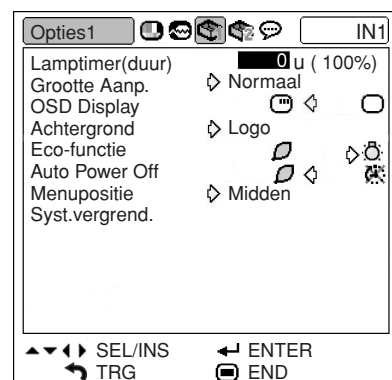 Opties1 IN1
Lamptimer(duur) 0 u ( 100%)
Grootte Aanp. Normaal
OSD Display
Achtergrond Logo
Eco-functie
Auto Power Off
Menupositie Midden
Syst.vergrend.
SEL/INS ENTER
TRG END